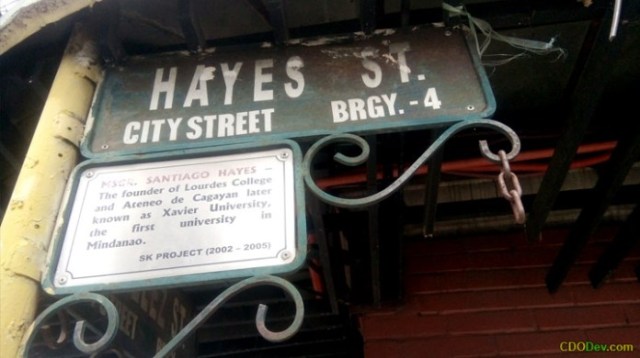 HAYES ST.
CITY STREET BRGY.-4
MSGR. SANTIAGO HAYES –
The founder of Lourdes College
and Ateneo de Cagayan later
known as Xavier University,
the first university in
Mindanao.
SK PROJECT (2002 – 2005)
ST
CDODev.com